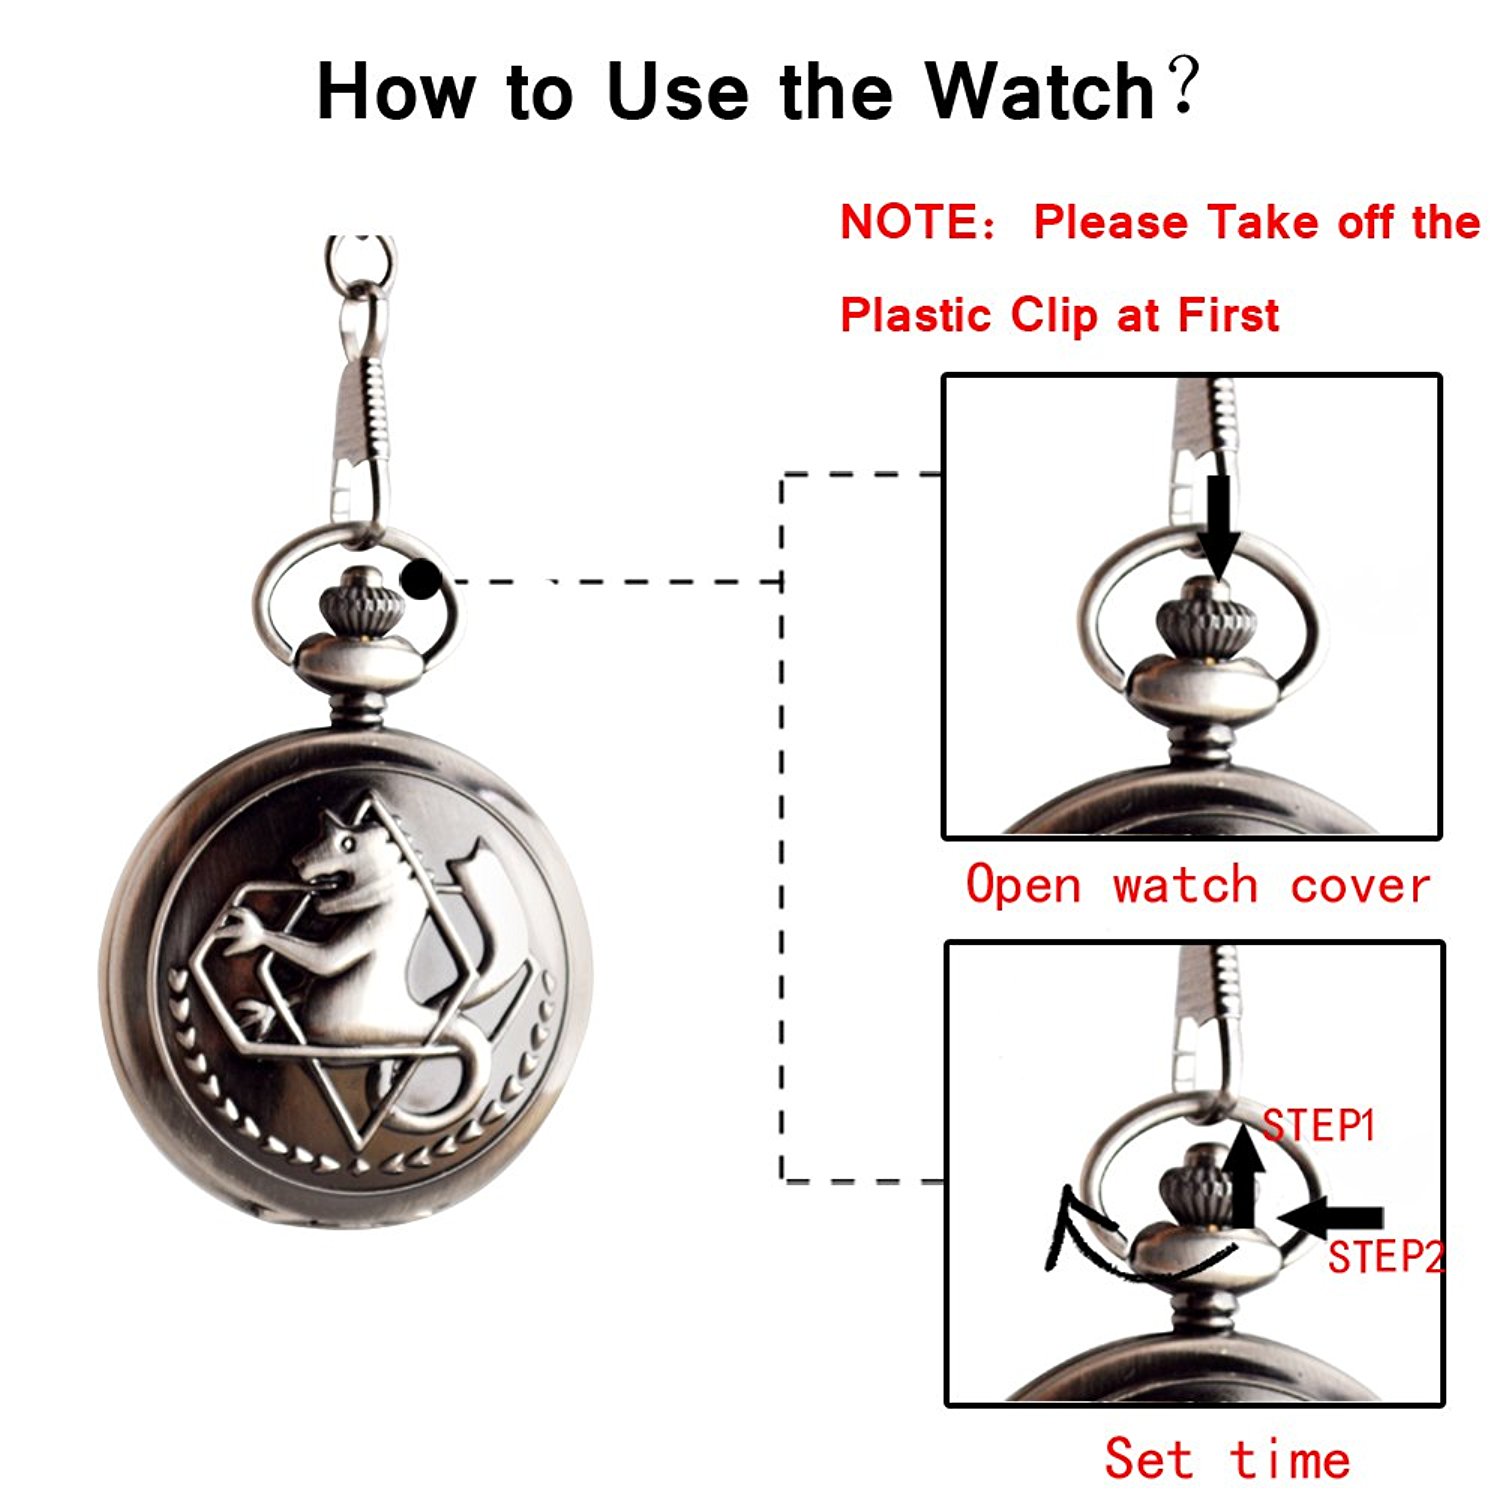 How to Use the Watch?
NOTE: Please Take off the
Plastic Clip at First
Open watch cover
STEP1
STEP2
Set time